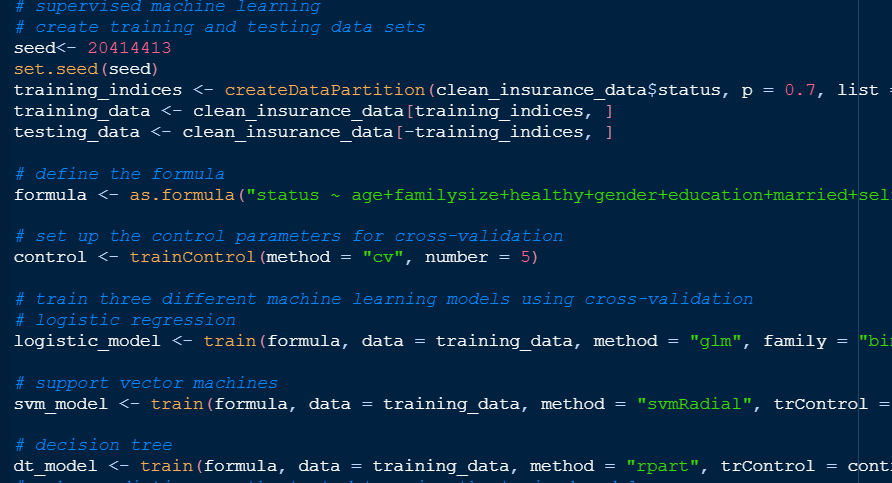 # supervised machine learning
# create training and testing data sets
seed<- 20414413
set.seed(seed)
training_indices <- createDataPartition(clean_insurance_data$status, p = 0.7, list =
training_data <- clean_insurance_data[training_indices, ]
testing_data <- clean_insurance_data[-training_indices, ]
# define the formula
formula <- as.formula("status ~ age+familysize+healthy+gender+education+married+sel
# set up the control parameters for cross-validation
control <- trainControl(method = "cv", number = 5)
# train three different machine learning models using cross-validation
# logistic regression
logistic_model <- train(formula, data = training_data, method = "glm", family = "bin
# support vector machines
svm_model <- train(formula, data = training_data, method = "svmRadial", trControl =
# decision tree
dt_model <- train(formula, data = training_data, method = "rpart", trControl = cont